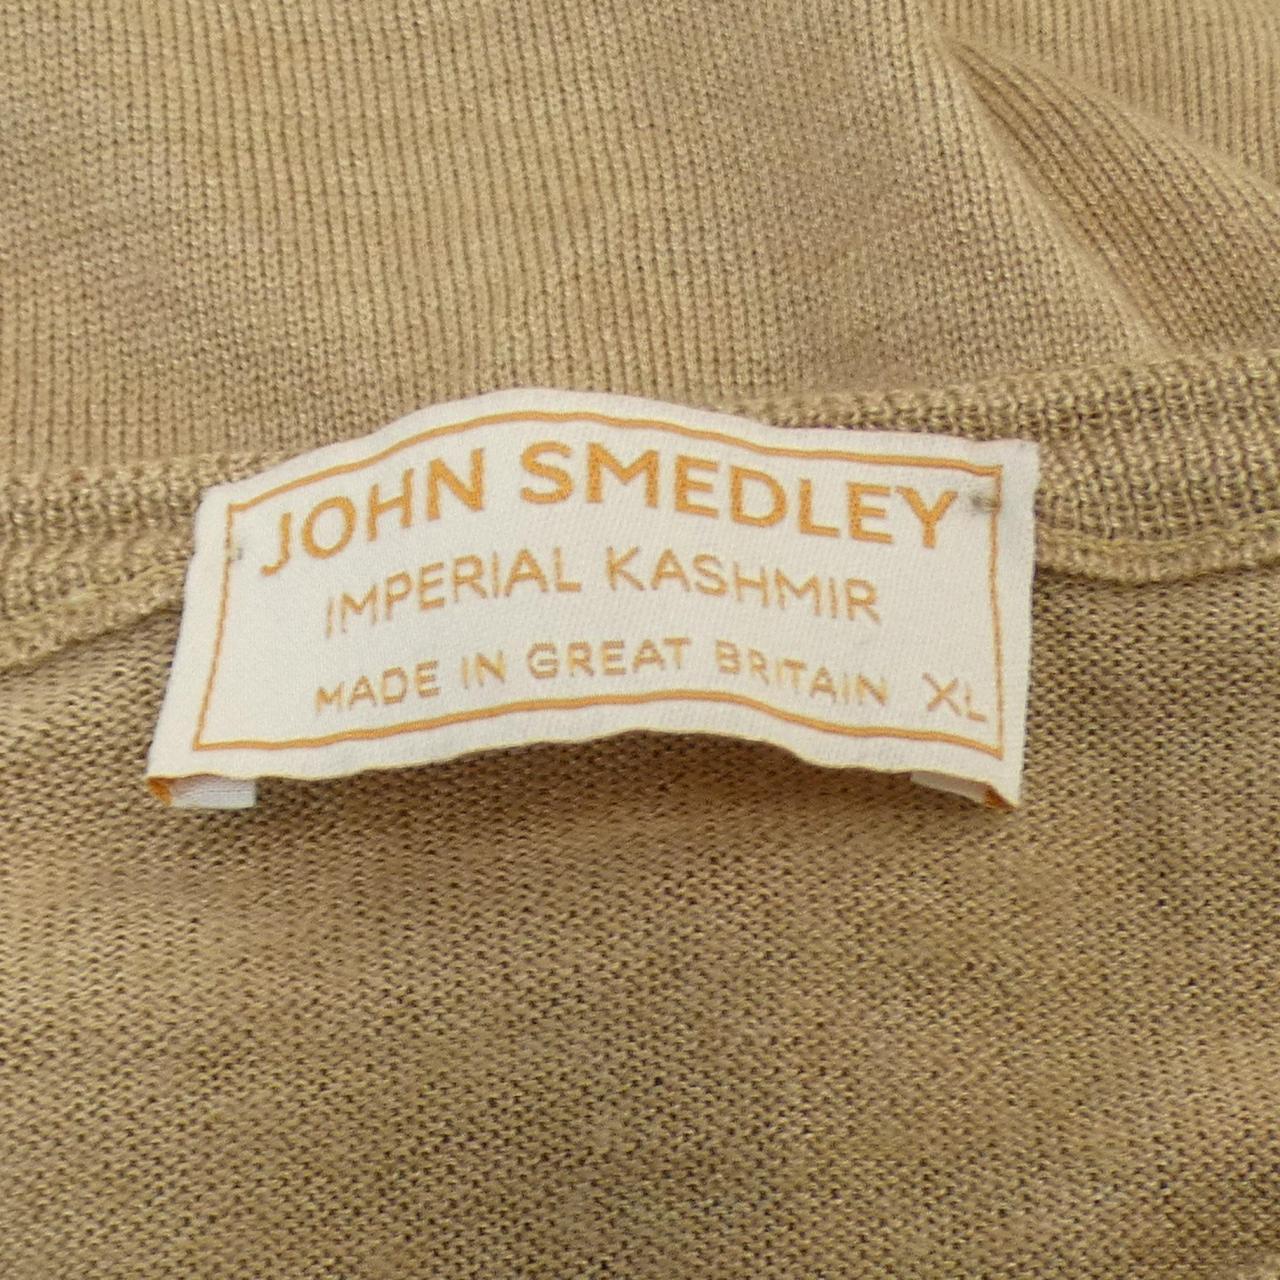 JOHN SMEDLEY
IMPERIAL KASHMIR
MADE IN GREAT BRITAIN XL